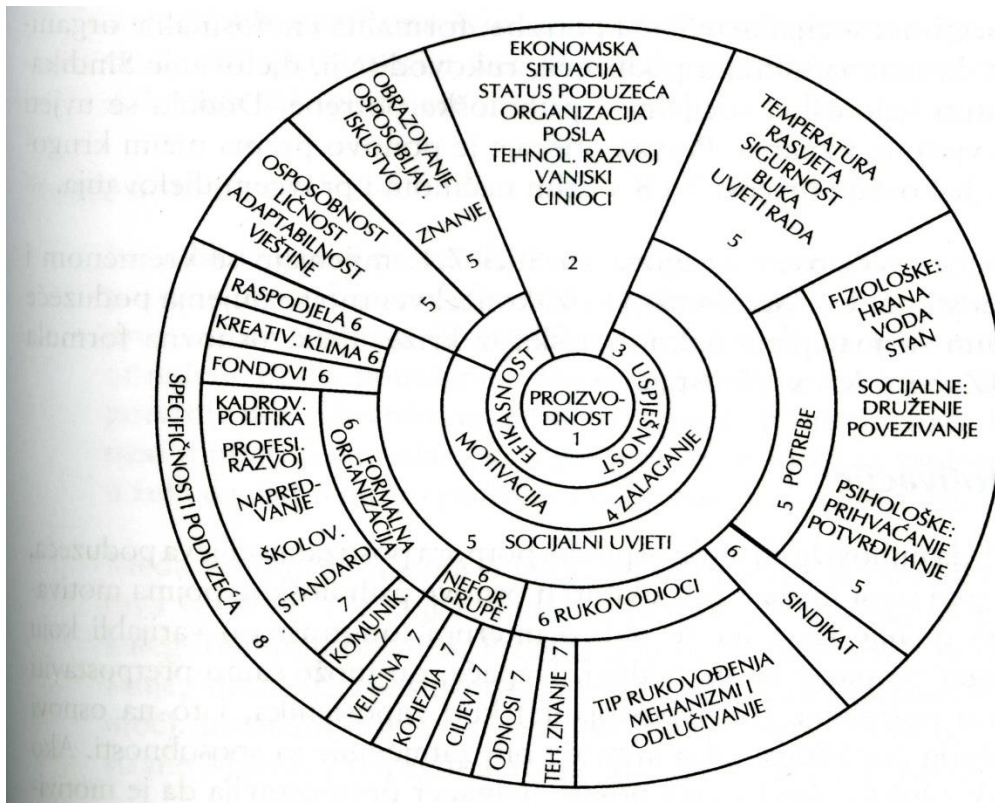 EKONOMSKA
SITUACIJA
STATUS PODUZEĆA
ORGANIZACIJA
POSLA
TEHNOL. RAZVOJ
VANJSKI
ČINIOCI
2
TEMPERATURA
RASVJETA
SIGURNOST
BUKA
UVJETI RADA
5
FIZIOLOŠKE:
HRANA
VODA
STAN
SOCIJALNE:
DRUŽENJE
POVEZIVANJE
PSIHOLOŠKE:
PRIHVAĆANJE
POTVRĐIVANJE
5
5 POTREBE
6
SINDIKAT
6 RUKOVODIOCI
TIP RUKOVOĐENJA
MEHANIZMI I
ODLUČIVANJE
TEH. ZNANJE 7
ODNOSI 7
CILJEVI 7
KOHEZIJA 7
VELIČINA 7
6
NEFOR.
GRUPE
KOMUNIK. 7
STANDARDI 7
ŠKOLOV.
NAPRED-
VANJE
PROFESI.
RAZVOJ
KADROV.
POLITIKA
6
FORMALNA
ORGANIZACIJA
SPECIFIČNOSTI PODUZEĆA 8
FONDOVI 6
KREATIV. KLIMA 6
RASPODJELA 6
SPOSOBNOST
LIČNOST
ADAPTABILNOST
VJEŠTINE
5
OBRAZOVANJE
OSPOSOBLJAV.
ISKUSTVO
ZNANJE
5
5 SOCIJALNI UVJETI
MOTIVACIJA
4 ZALAGANJE
EFIKASNOST
3 USPJEŠNOST
PROIZVO-
DNOST
1